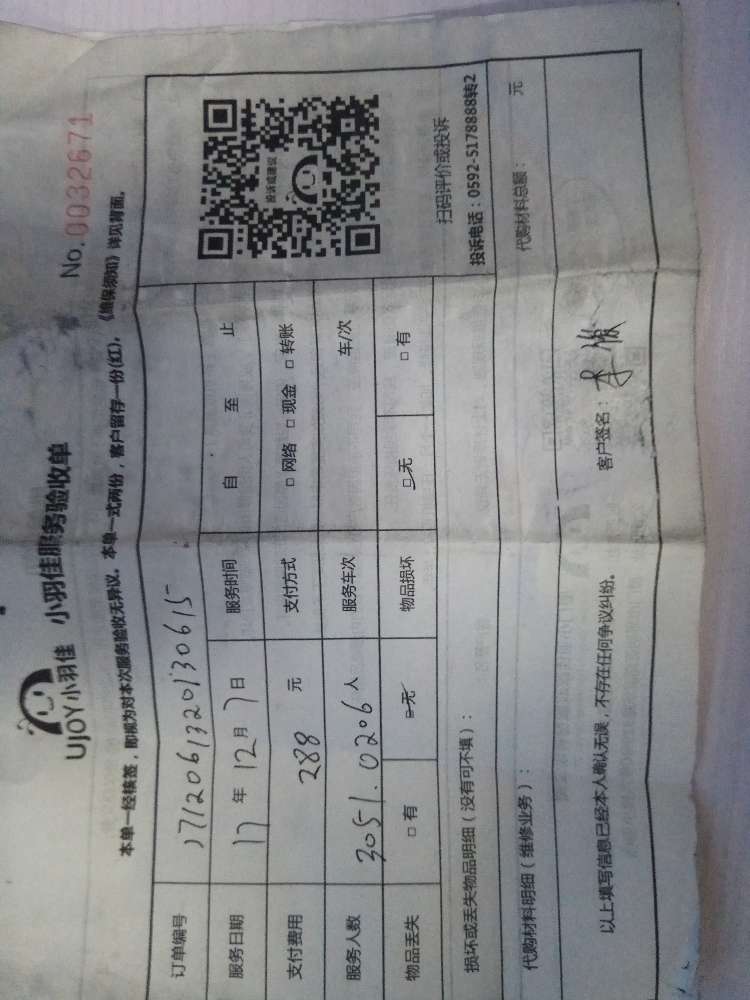 UJOY小羽佳 小羽佳服务验收单
No.0032671
本单一经核签,即视为对本次服务验收无异议。本单一式两份,客户留存一份(红)。《维保须知》详见背面。
订单编号 171206132013061５
服务日期 17 年 12 月 7 日 服务时间 自 至 止
支付费用 288 元 支付方式 □ 网络 □ 现金 □ 转账
服务人数 3051.0206 人 服务车次 车/次
物品丢失 □ 有 □ 无 物品损坏 □ 无 □ 有
投诉或建议
扫码评价或投诉
投诉电话:0592-5178888转2
损坏或丢失物品明细(没有可不填):
代购材料明细(维修业务): 代购材料总额: 元
以上填写信息已经本人确认无误,不存在任何争议纠纷。 客户签名: